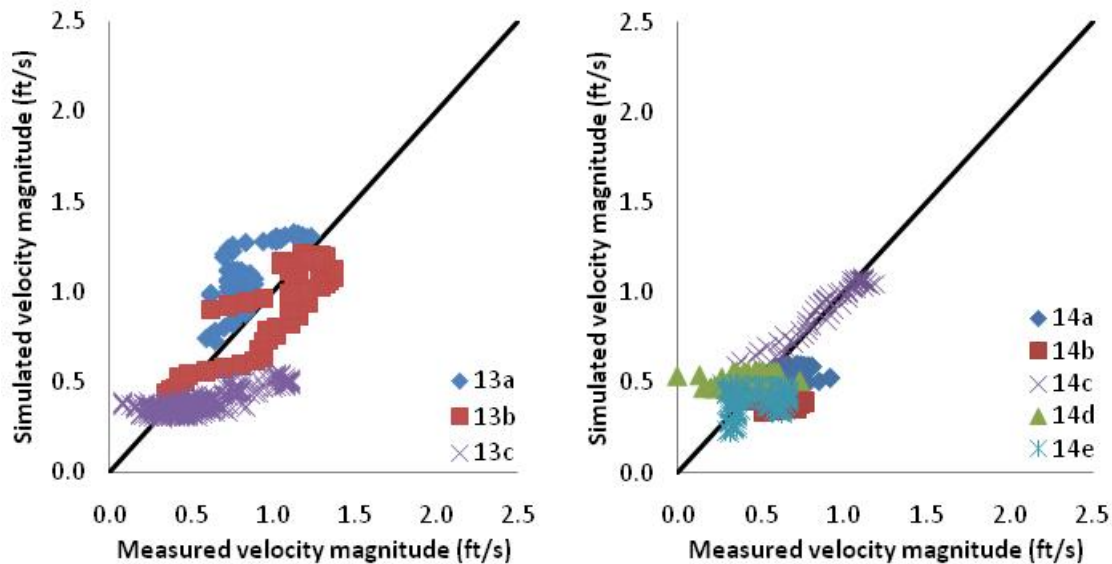 Simulated velocity magnitude (ft/s)
2.5
2.0
1.5
1.0
0.5
0.0
0.0 0.5 1.0 1.5 2.0 2.5
Measured velocity magnitude (ft/s)
13a
13b
13c
Simulated velocity magnitude (ft/s)
2.5
2.0
1.5
1.0
0.5
0.0
0.0 0.5 1.0 1.5 2.0 2.5
Measured velocity magnitude (ft/s)
14a
14b
14c
14d
14e